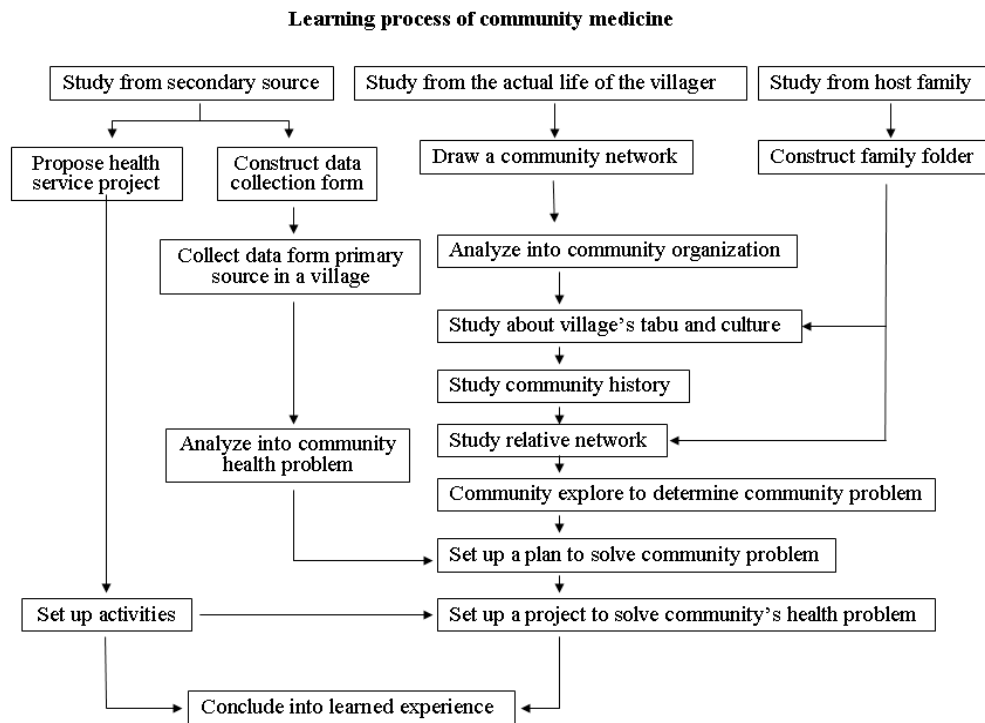 Learning process of community medicine
Study from secondary source
Study from the actual life of the villager
Study from host family
Propose health
service project
Construct data
collection form
Draw a community network
Construct family folder
Collect data form primary
source in a village
Analyze into community organization
Study about village’s tabu and culture
Study community history
Analyze into community
health problem
Study relative network
Community explore to determine community problem
Set up a plan to solve community problem
Set up activities
Set up a project to solve community’s health problem
Conclude into learned experience